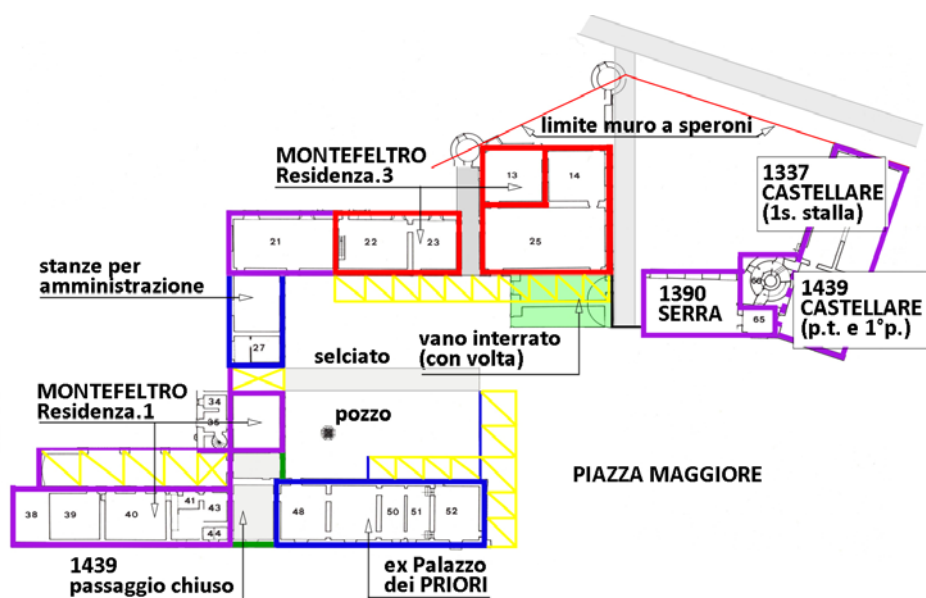 limite muro a speroni
MONTEFELTRO
Residenza.3
13
14
1337
CASTELLARE
(1s. stalla)
21
22
23
25
stanze per
amministrazione
66
1390
SERRA
1439
CASTELLARE
(p.t. e 1°p.)
65
27
vano interrato
(con volta)
selciato
MONTEFELTRO
Residenza.1
34
35
pozzo
PIAZZA MAGGIORE
38
39
40
41
43
44
48
50
51
52
1439
passaggio chiuso
ex Palazzo
dei PRIORI